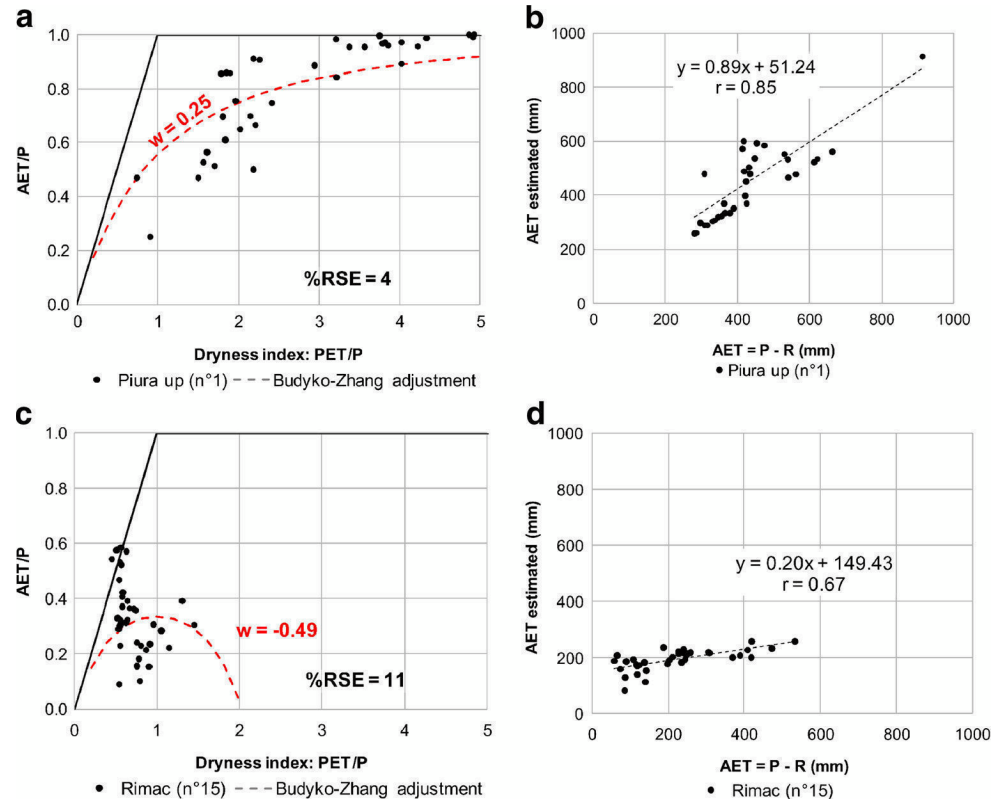 a
1.0
0.8
0.6
0.4
0.2
0.0
AET/P
w = 0.25
%RSE = 4
0 1 2 3 4 5
Dryness index: PET/P
Piura up (n°1) Budyko-Zhang adjustment
b
1000
800
600
400
200
0
AET estimated (mm)
y = 0.89x + 51.24
r = 0.85
0 200 400 600 800 1000
AET = P - R (mm)
Piura up (n°1)
c
1.0
0.8
0.6
0.4
0.2
0.0
AET/P
w = -0.49
%RSE = 11
0 1 2 3 4 5
Dryness index: PET/P
Rimac (n°15) Budyko-Zhang adjustment
d
1000
800
600
400
200
0
AET estimated (mm)
y = 0.20x + 149.43
r = 0.67
0 200 400 600 800 1000
AET = P - R (mm)
Rimac (n°15)